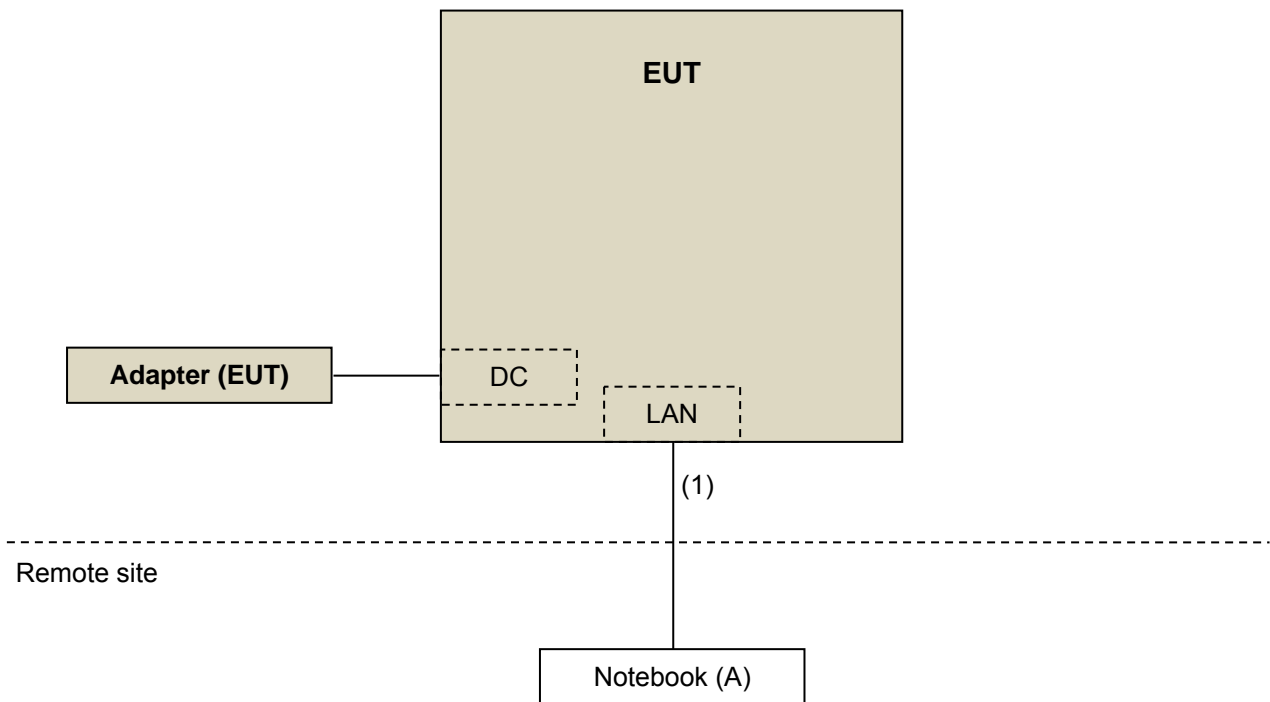 EUT
Adapter (EUT)
DC
LAN
(1)
Remote site
Notebook (A)